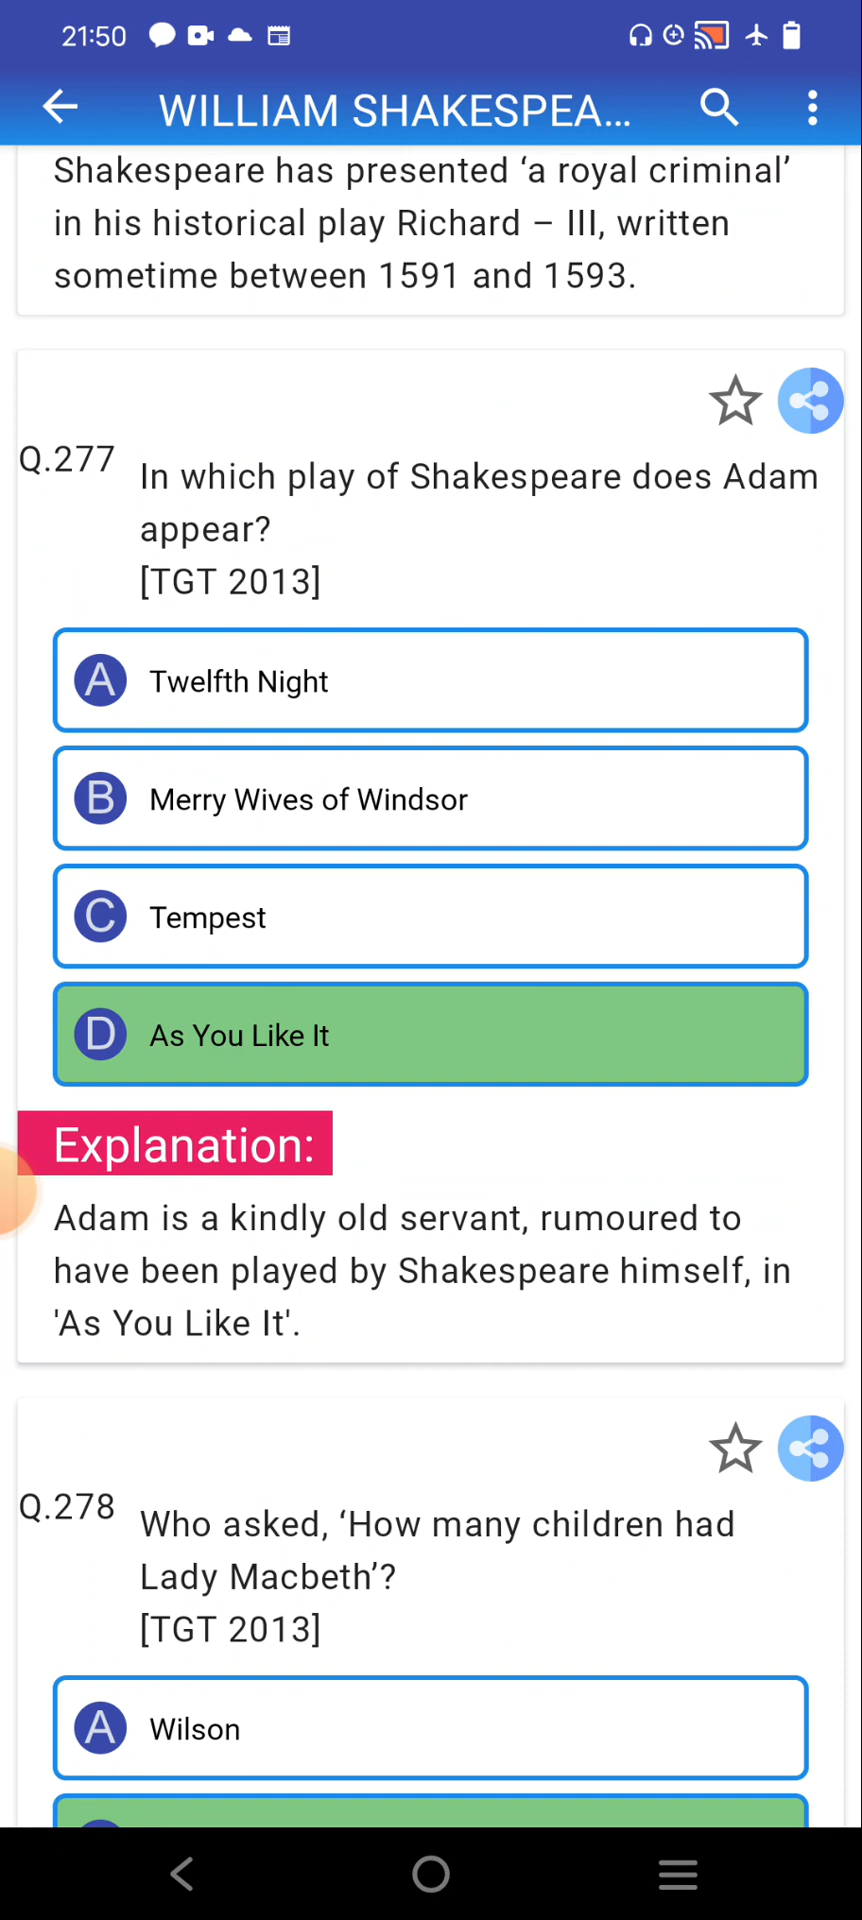 21:50
WILLIAM SHAKESPEA...
Shakespeare has presented ‘a royal criminal’
in his historical play Richard – III, written
sometime between 1591 and 1593.
Q.277
In which play of Shakespeare does Adam
appear?
[TGT 2013]
A Twelfth Night
B Merry Wives of Windsor
C Tempest
D As You Like It
Explanation:
Adam is a kindly old servant, rumoured to
have been played by Shakespeare himself, in
'As You Like It'.
Q.278
Who asked, ‘How many children had
Lady Macbeth’?
[TGT 2013]
A Wilson